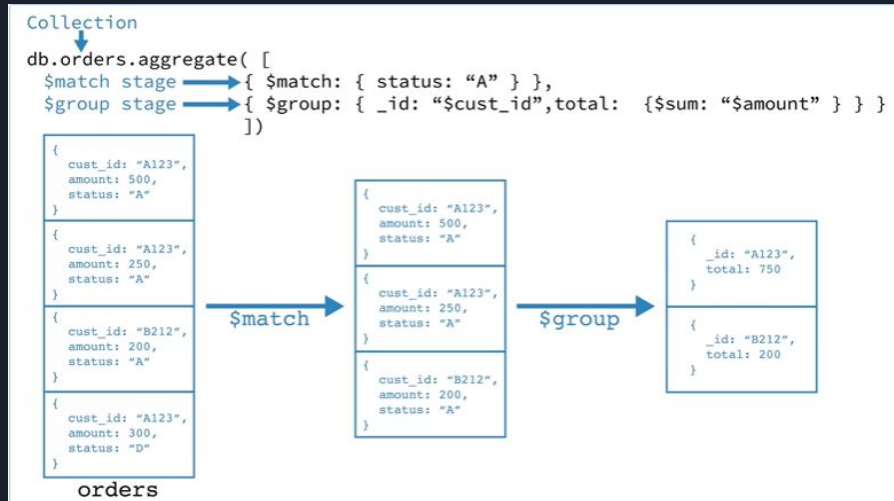 Collection
db.orders.aggregate( [
$match stage { $match: { status: “A” } },
$group stage { $group: { _id: “$cust_id”,total: {$sum: “$amount” } } }
])
{
cust_id: “A123”,
amount: 500,
status: “A”
}
{
cust_id: “A123”,
amount: 250,
status: “A”
}
{
cust_id: “B212”,
amount: 200,
status: “A”
}
{
cust_id: “A123”,
amount: 300,
status: “D”
}
orders
$match
{
cust_id: “A123”,
amount: 500,
status: “A”
}
{
cust_id: “A123”,
amount: 250,
status: “A”
}
{
cust_id: “B212”,
amount: 200,
status: “A”
}
$group
{
_id: “A123”,
total: 750
}
{
_id: “B212”,
total: 200
}